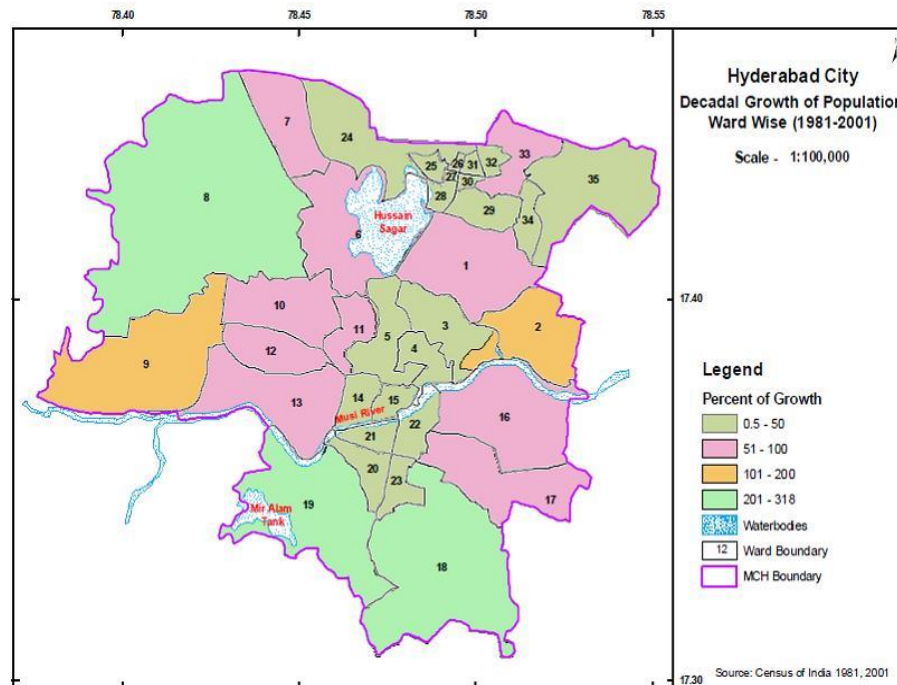 78.40 78.45 78.50 78.55
Hyderabad City
Decadal Growth of Population
Ward Wise (1981-2001)
Scale - 1:100,000
7
24
33
25 26 31 32
27 30
35
8
28
29
34
Hussain
Sagar
6
1
17.40
10
2
11
3
5
4
12
9
13
14
15
Musi River
16
22
21
20
23
17
19
Mir Alam
Tank
18
Legend
Percent of Growth
0.5 - 50
51 - 100
101 - 200
201 - 318
Waterbodies
12 Ward Boundary
MCH Boundary
Source: Census of India 1981, 2001
17.30